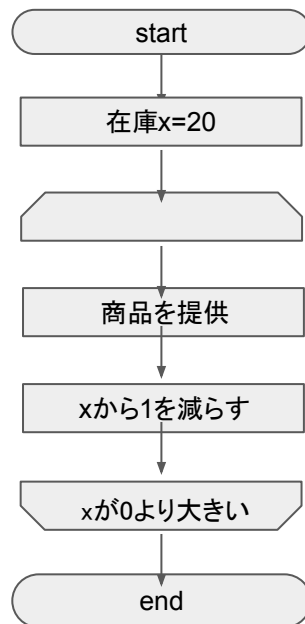 start
在庫x=20
商品を提供
xから1を減らす
xが0より大きい
end